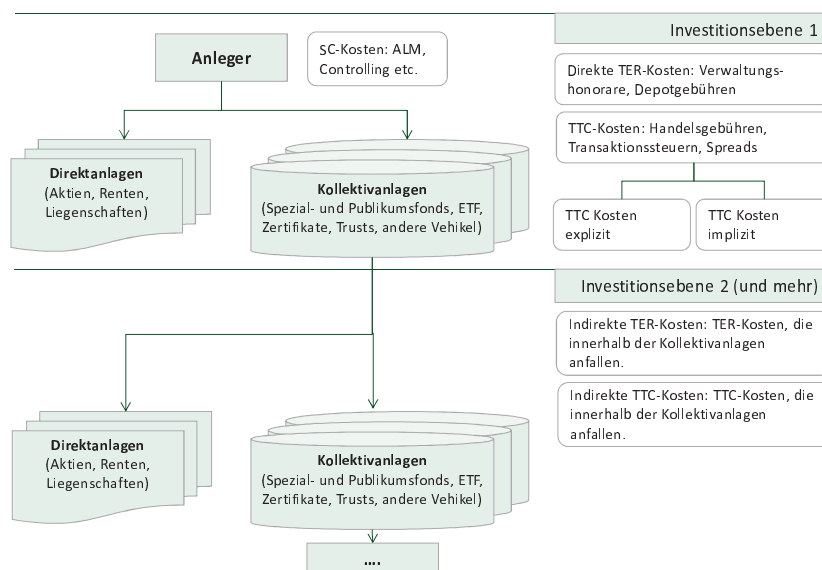 Investitionsebene 1
Anleger
SC-Kosten: ALM,
Controlling etc.
Direkte TER-Kosten: Verwaltungs-
honorare, Depotgebühren
TTC-Kosten: Handelsgebühren,
Transaktionssteuern, Spreads
TTC Kosten
explizit
TTC Kosten
implizit
Direktanlagen
(Aktien, Renten,
Liegenschaften)
Kollektivanlagen
(Spezial- und Publikumsfonds, ETF,
Zertifikate, Trusts, andere Vehikel)
Investitionsebene 2 (und mehr)
Indirekte TER-Kosten: TER-Kosten, die
innerhalb der Kollektivanlagen
anfallen.
Indirekte TTC-Kosten: TTC-Kosten, die
innerhalb der Kollektivanlagen
anfallen.
Direktanlagen
(Aktien, Renten,
Liegenschaften)
Kollektivanlagen
(Spezial- und Publikumsfonds, ETF,
Zertifikate, Trusts, andere Vehikel)
....